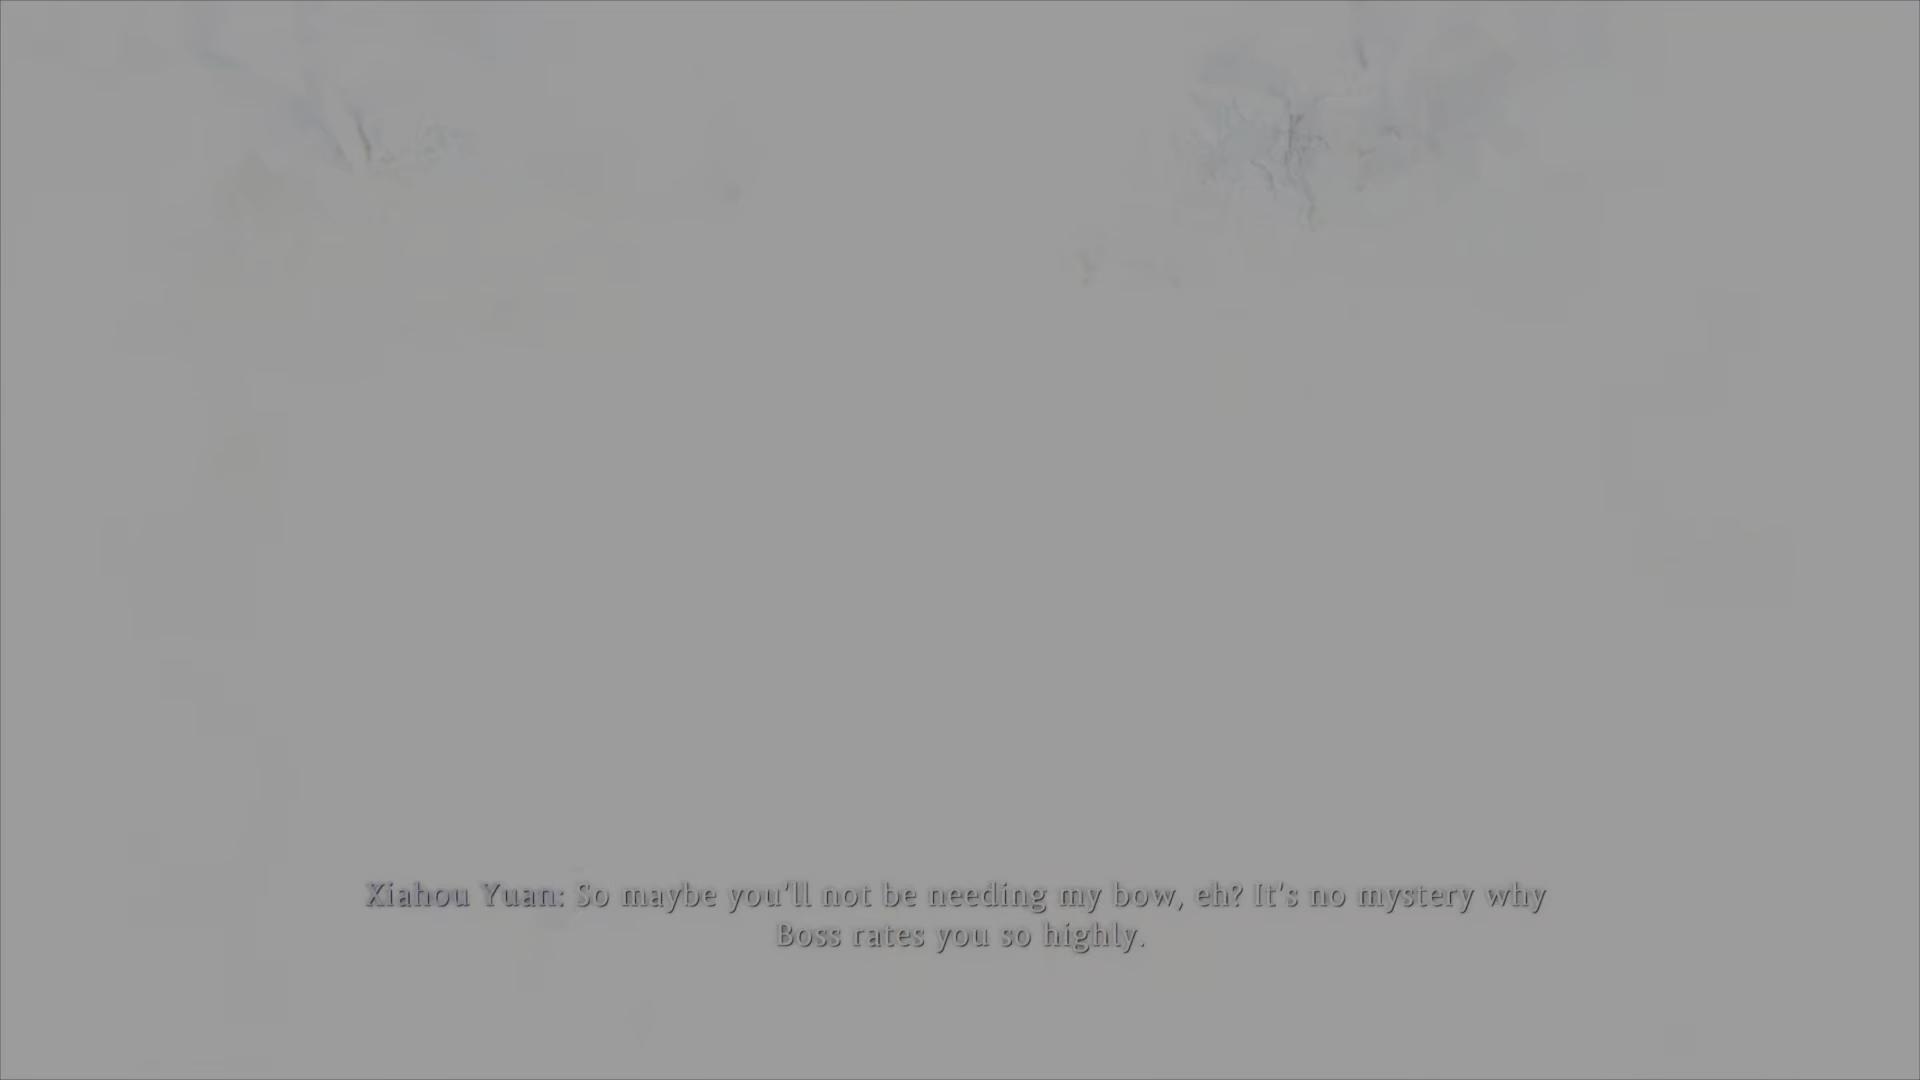 Xiahou Yuan: So maybe you'll not be needing my bow, eh? It's no mystery why
Boss rates you so highly.